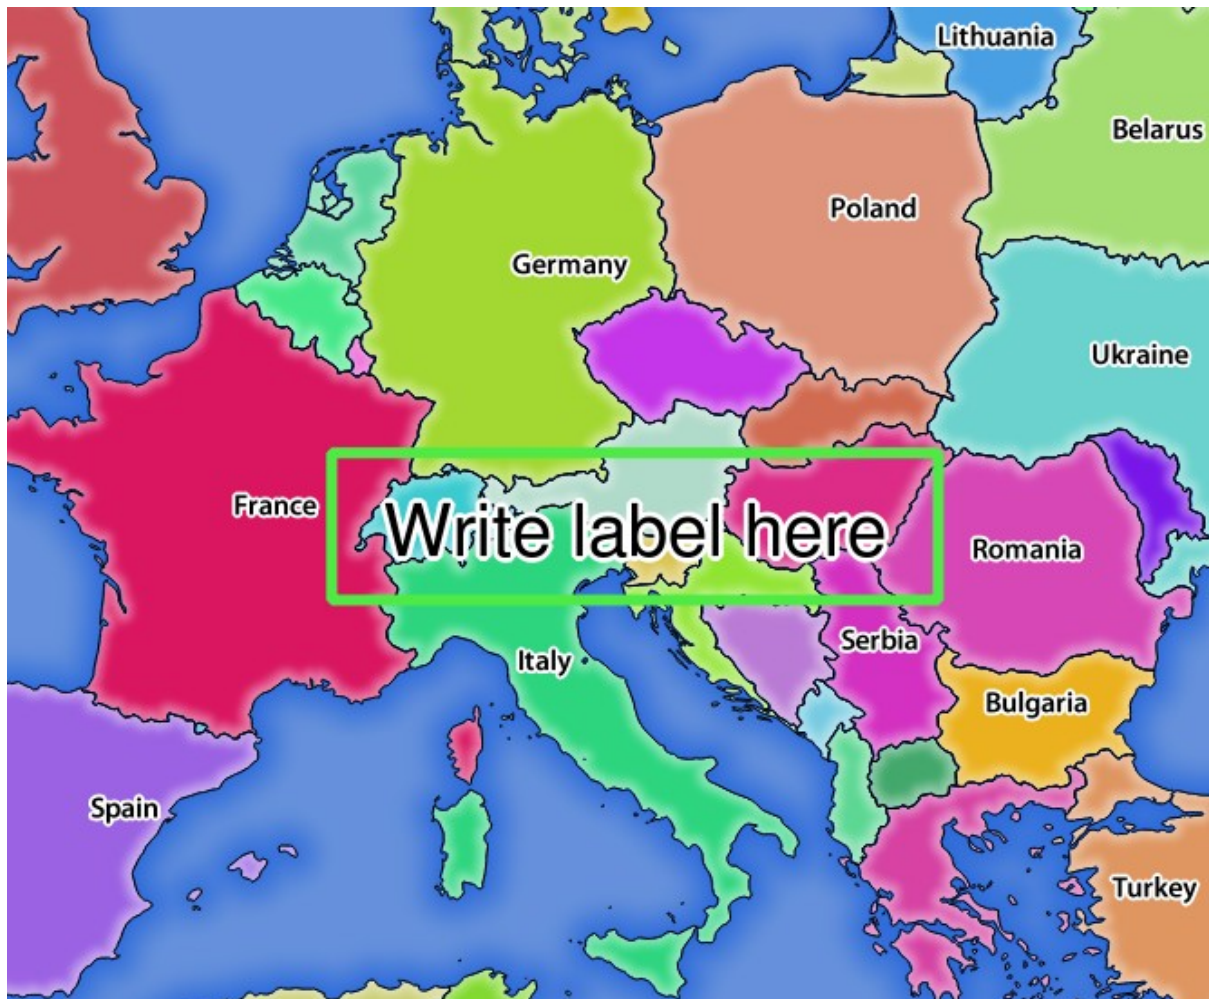 Lithuania
Belarus
Poland
Germany
Ukraine
France
Write label here
Romania
Serbia
Italy
Bulgaria
Spain
Turkey